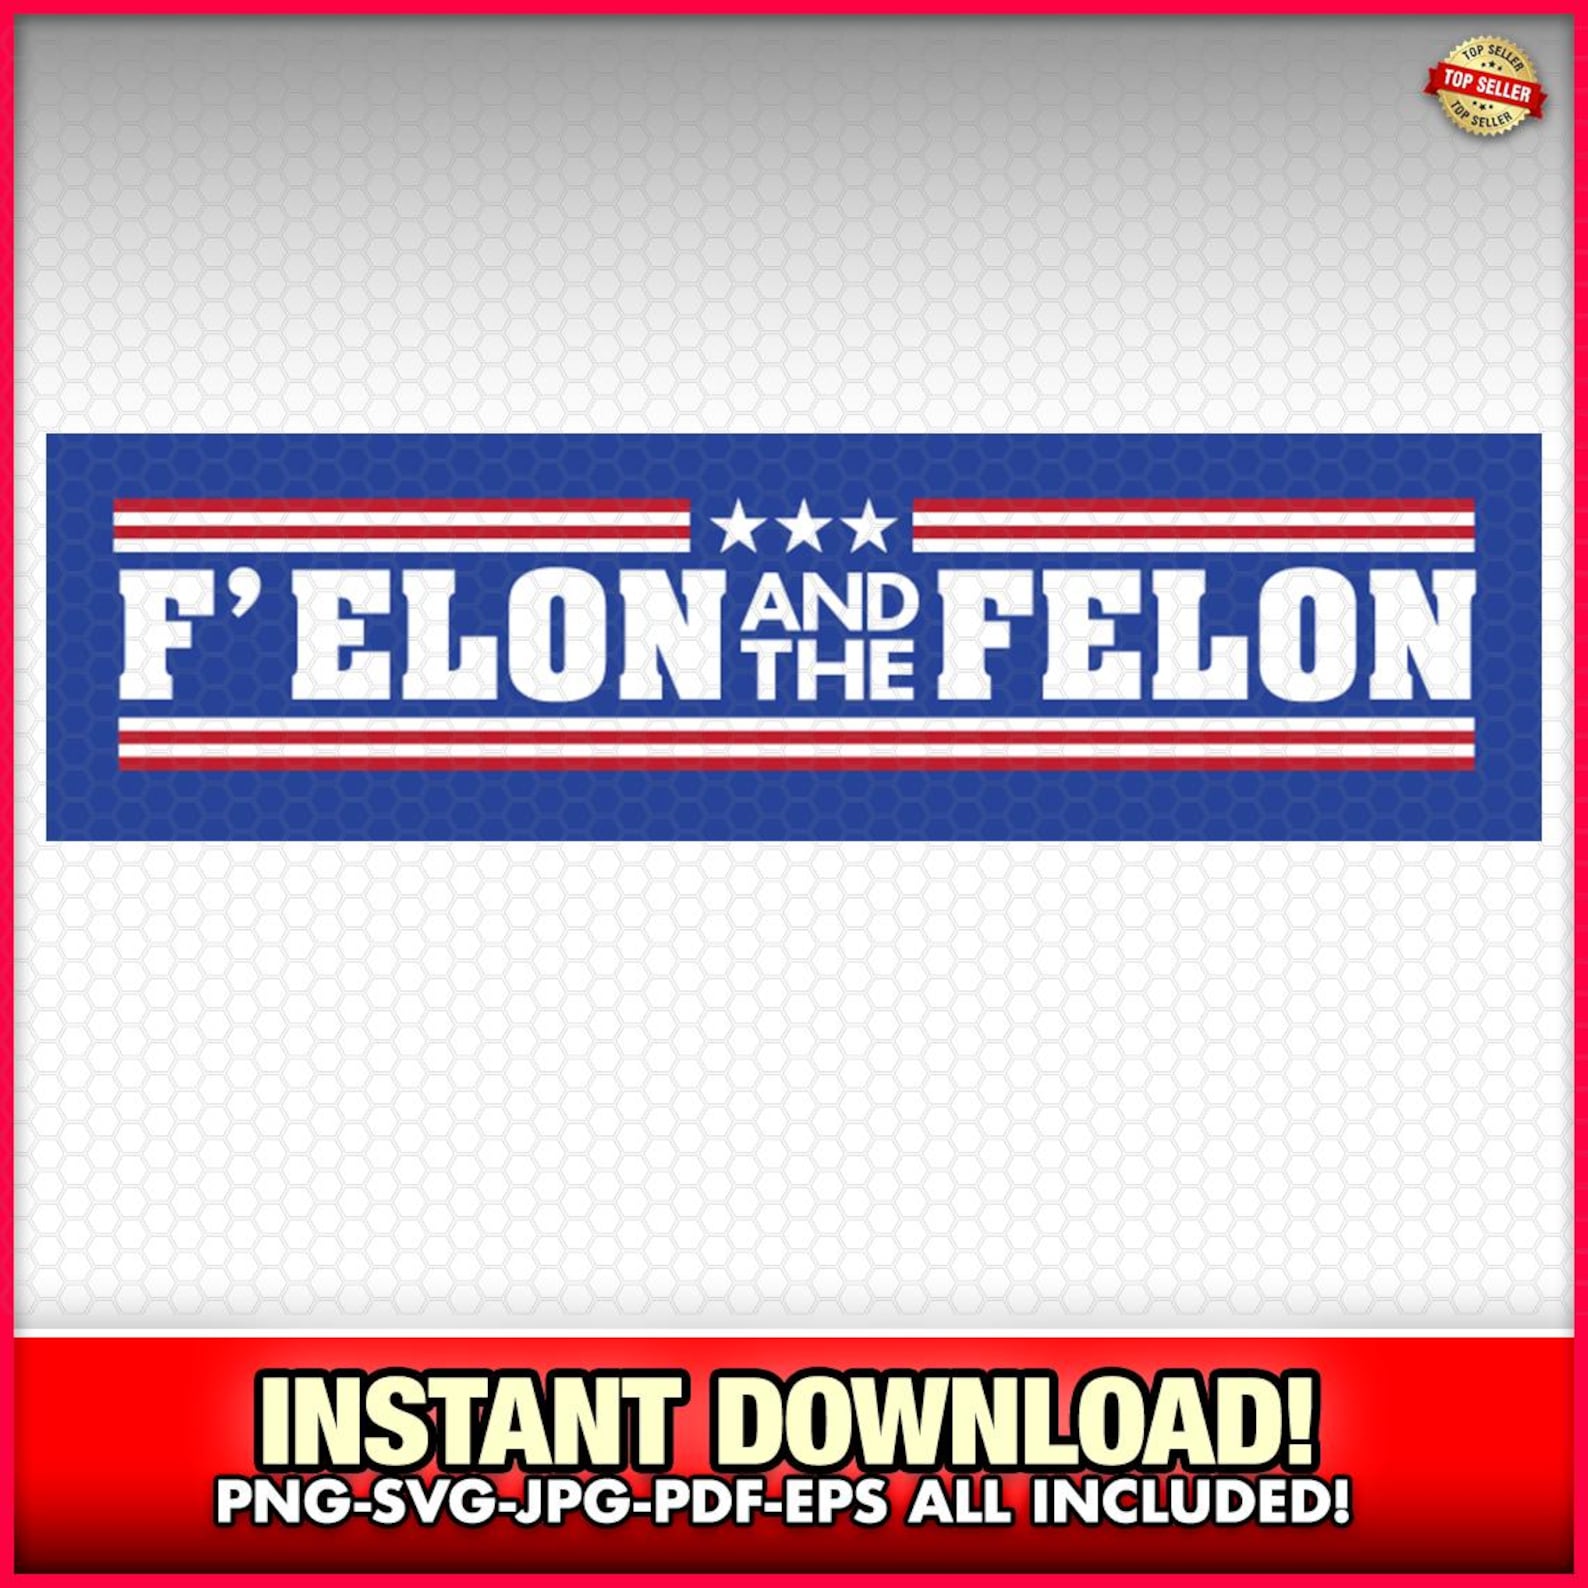 TOP SELLER
TOP SELLER
TOP SELLER
F’ELON AND THE FELON
INSTANT DOWNLOAD!
PNG-SVG-JPG-PDF-EPS ALL INCLUDED!